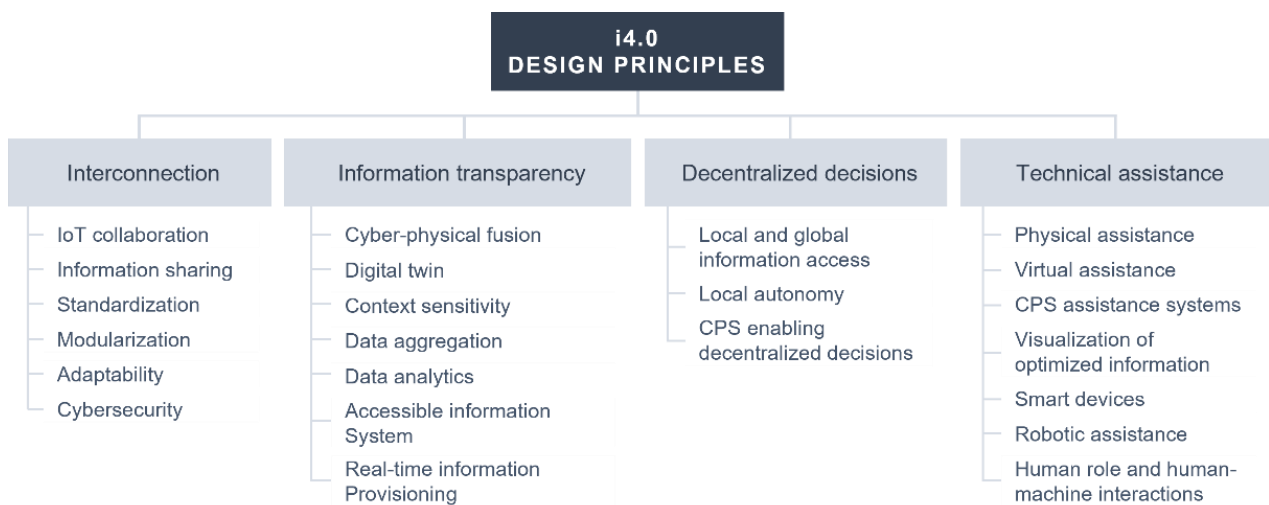 i4.0
DESIGN PRINCIPLES
Interconnection
IoT collaboration
Information sharing
Standardization
Modularization
Adaptability
Cybersecurity
Information transparency
Cyber-physical fusion
Digital twin
Context sensitivity
Data aggregation
Data analytics
Accessible information
System
Real-time information
Provisioning
Decentralized decisions
Local and global
information access
Local autonomy
CPS enabling
decentralized decisions
Technical assistance
Physical assistance
Virtual assistance
CPS assistance systems
Visualization of
optimized information
Smart devices
Robotic assistance
Human role and human-
machine interactions